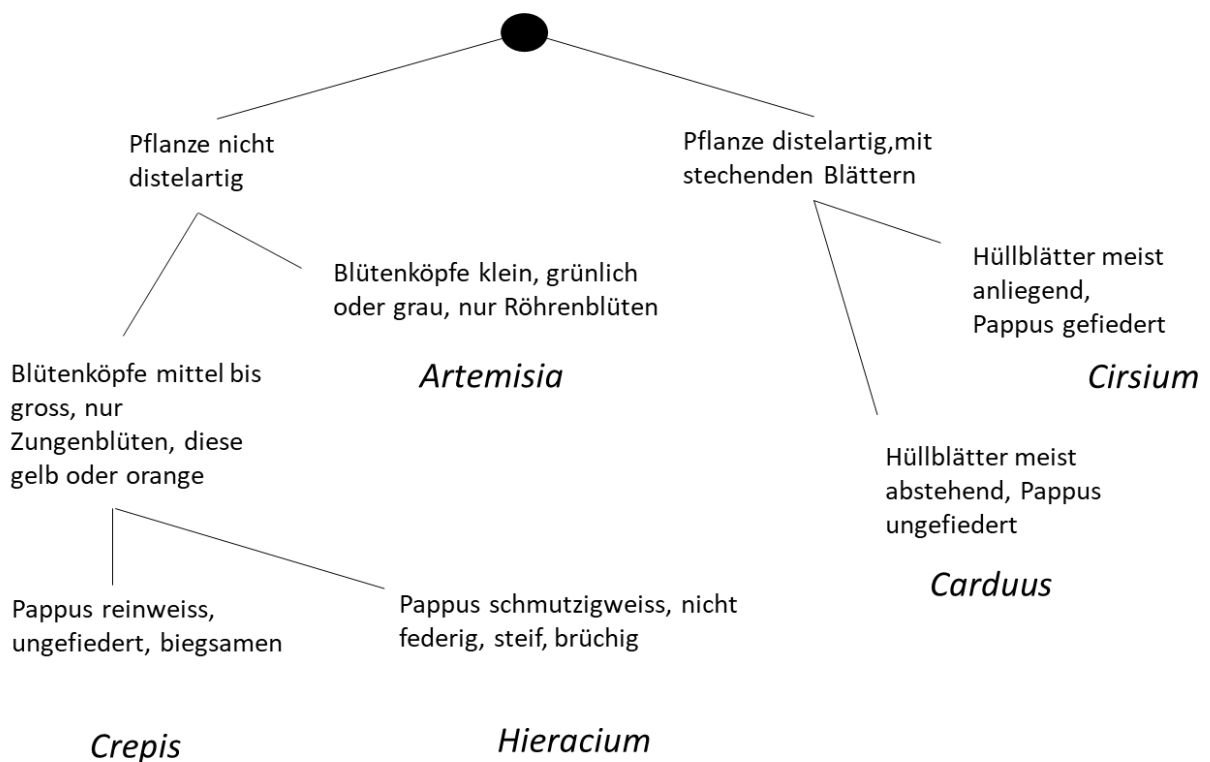 Pflanze nicht
distelartig
Pflanze distelartig,mit
stechenden Blättern
Blütenköpfe klein, grünlich
oder grau, nur Röhrenblüten
Artemisia
Hüllblätter meist
anliegend,
Pappus gefiedert
Cirsium
Blütenköpfe mittel bis
gross, nur
Zungenblüten, diese
gelb oder orange
Hüllblätter meist
abstehend, Pappus
ungefiedert
Carduus
Pappus reinweiss,
ungefiedert, biegsamen
Crepis
Pappus schmutzigweiss, nicht
federig, steif, brüchig
Hieracium